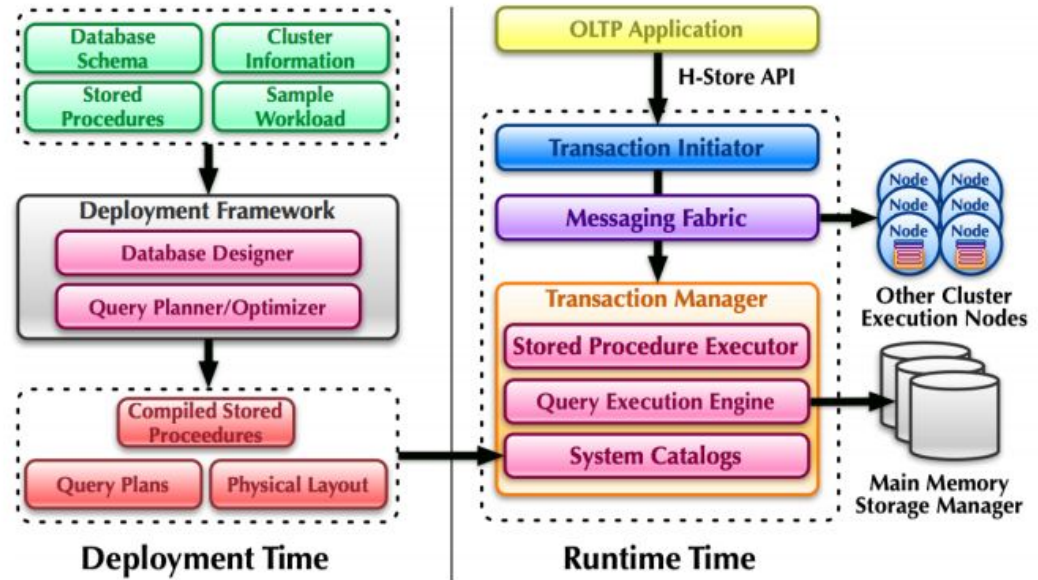 Database
Schema
Cluster
Information
Stored
Procedures
Sample
Workload
Deployment Framework
Database Designer
Query Planner/Optimizer
Compiled Stored
Proceedures
Query Plans
Physical Layout
Deployment Time
OLTP Application
H-Store API
Transaction Initiator
Messaging Fabric
Transaction Manager
Stored Procedure Executor
Query Execution Engine
System Catalogs
Node
Node
Node
Node
Node
Node
Other Cluster
Execution Nodes
Main Memory
Storage Manager
Runtime Time